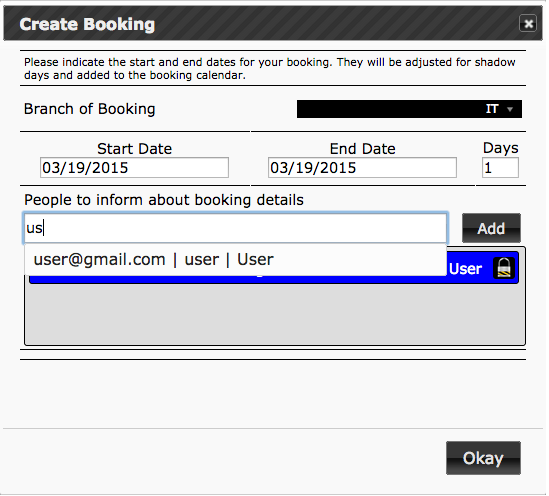 Create Booking
Please indicate the start and end dates for your booking. They will be adjusted for shadow
days and added to the booking calendar.
Branch of Booking IT
Start Date End Date Days
03/19/2015 03/19/2015 1
People to inform about booking details
us Add
user@gmail.com | user | User
User
Okay